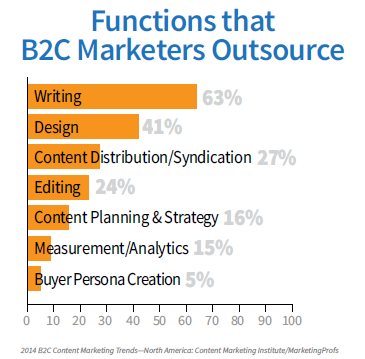 Functions that
B2C Marketers Outsource
Writing 63%
Design 41%
Content Distribution/Syndication 27%
Editing 24%
Content Planning & Strategy 16%
Measurement/Analytics 15%
Buyer Persona Creation 5%
0 10 20 30 40 50 60 70 80 90 100
2014 B2C Content Marketing Trends—North America: Content Marketing Institute/MarketingProfs